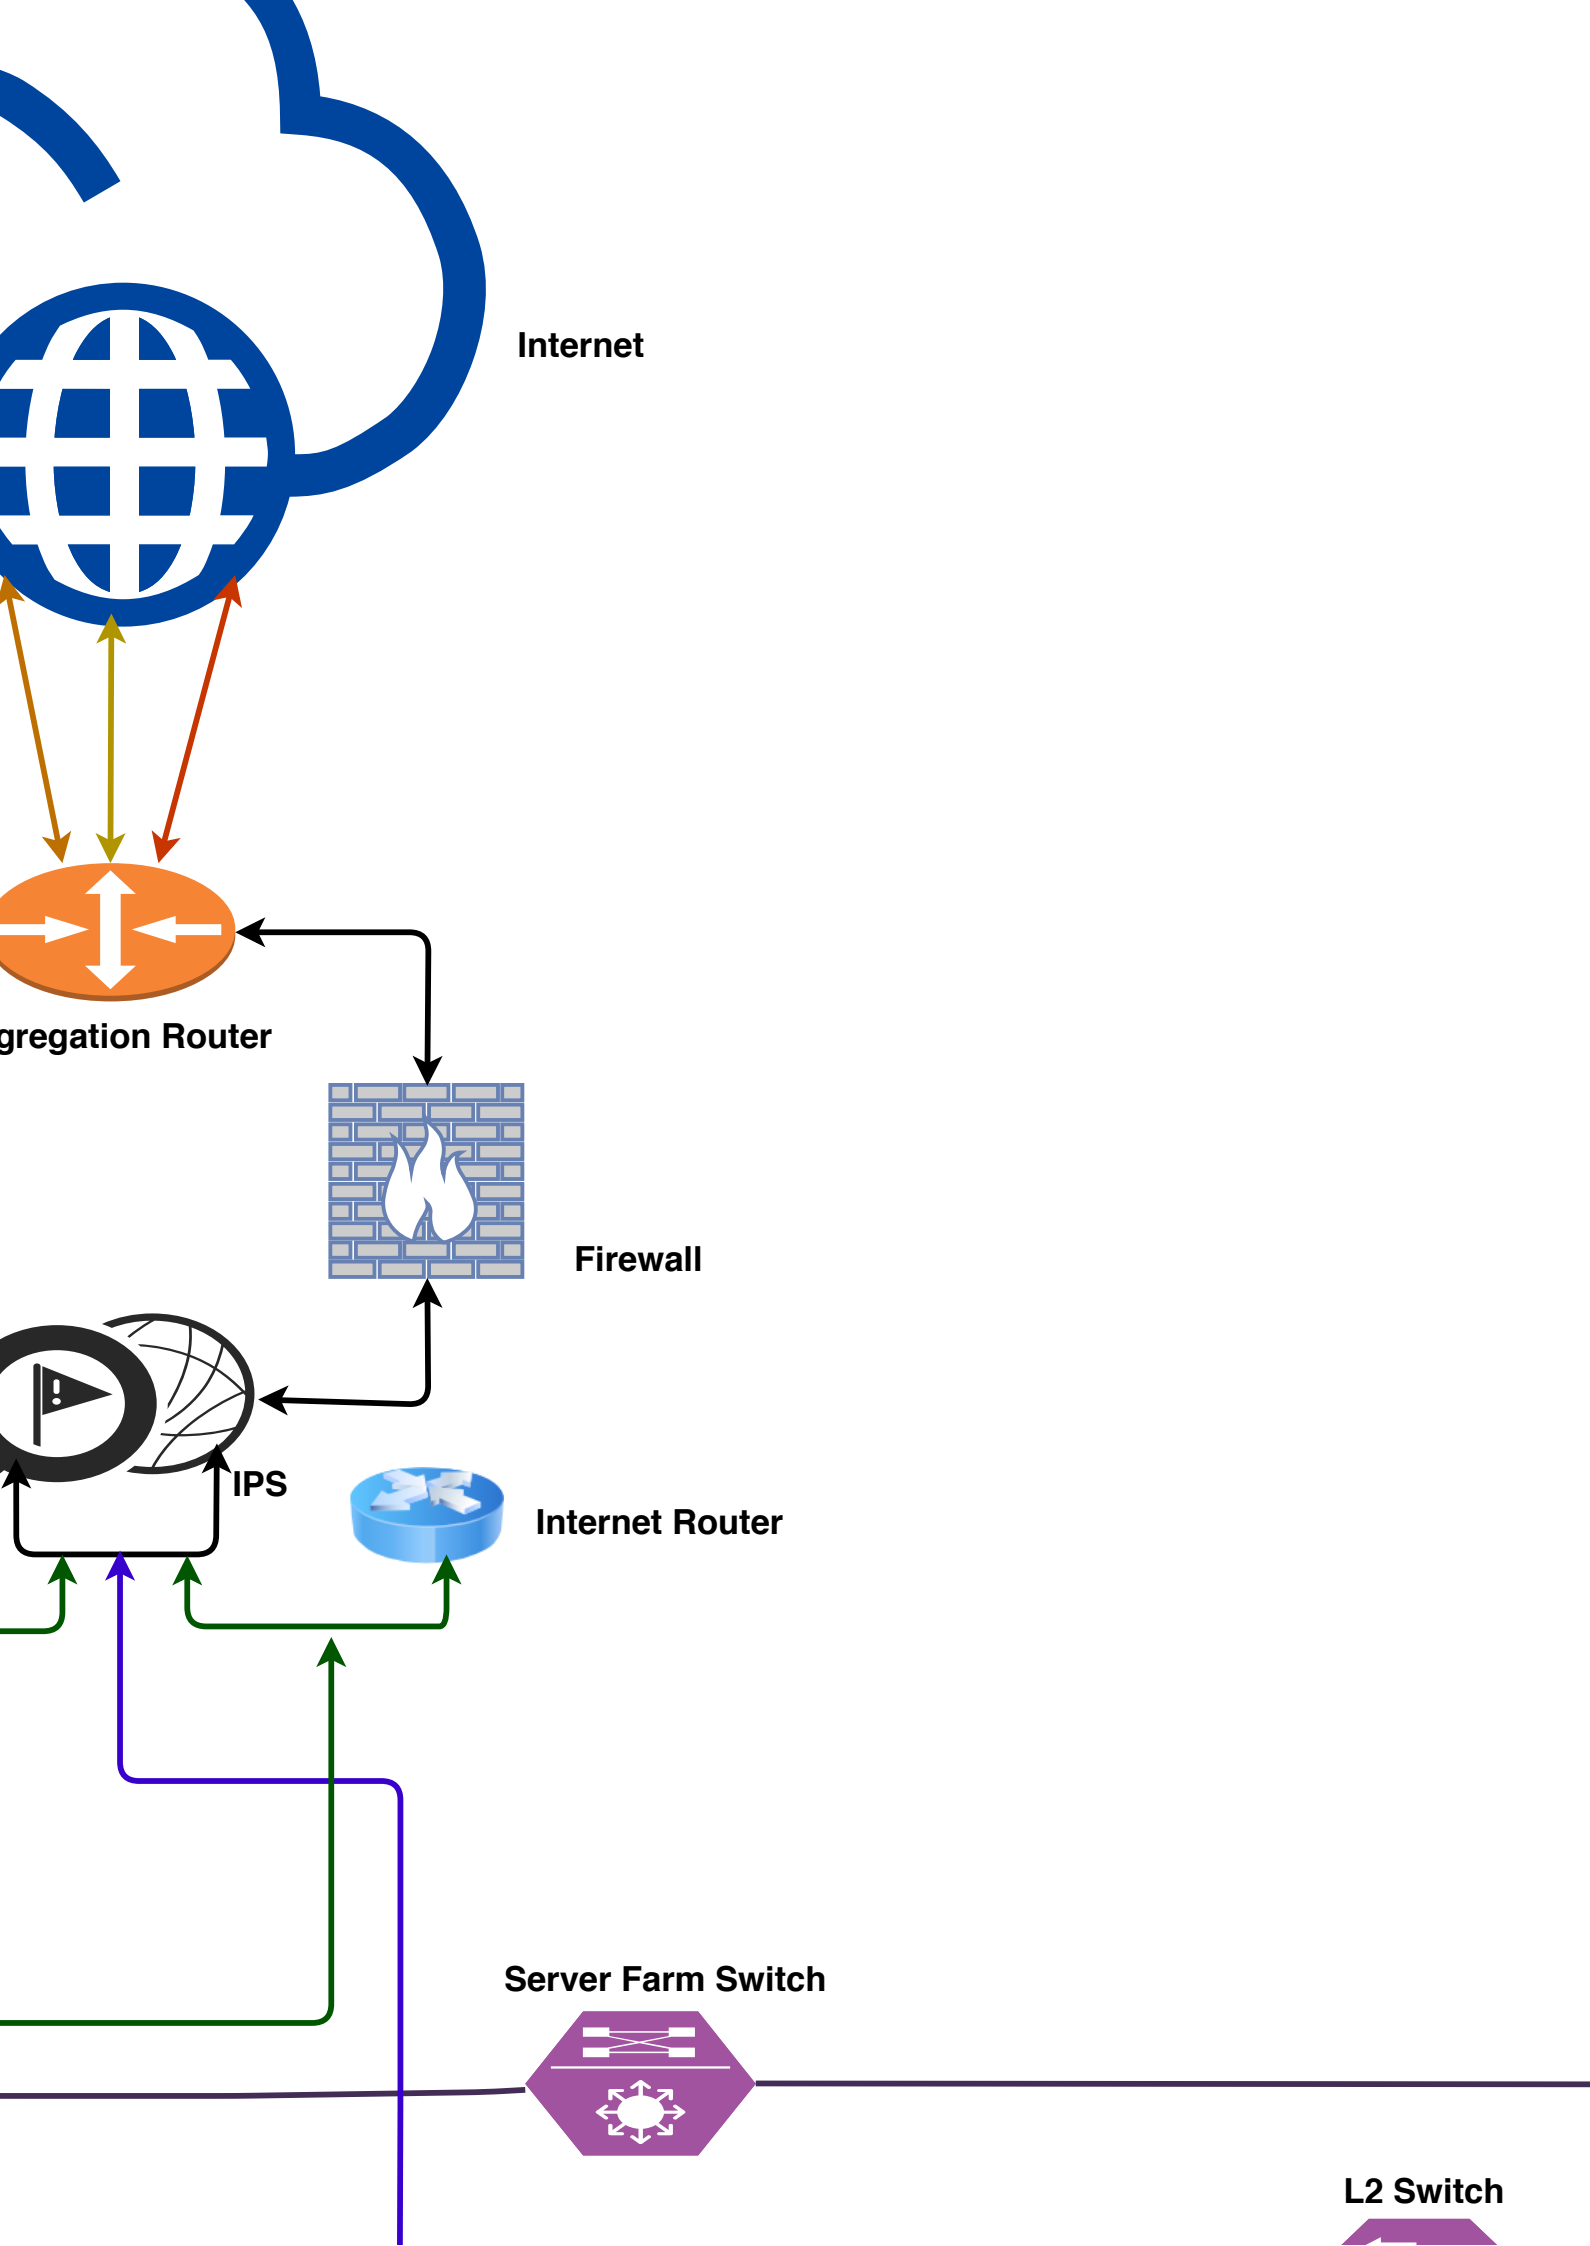 Internet
gregation Router
Firewall
IPS
Internet Router
Server Farm Switch
L2 Switch